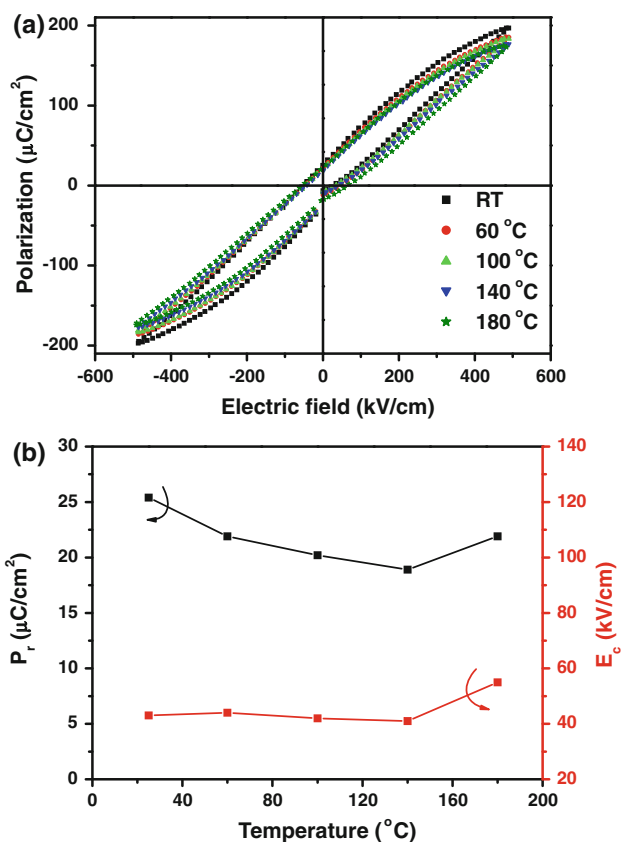 (a)
200
100
0
-100
-200
Polarization (μC/cm²)
RT
60 °C
100 °C
140 °C
180 °C
-600 -400 -200 0 200 400 600
Electric field (kV/cm)
(b)
30
25
20
15
10
5
0
P_r (μC/cm²)
140
120
100
80
60
40
20
E_c (kV/cm)
0 40 80 120 160 200
Temperature (°C)